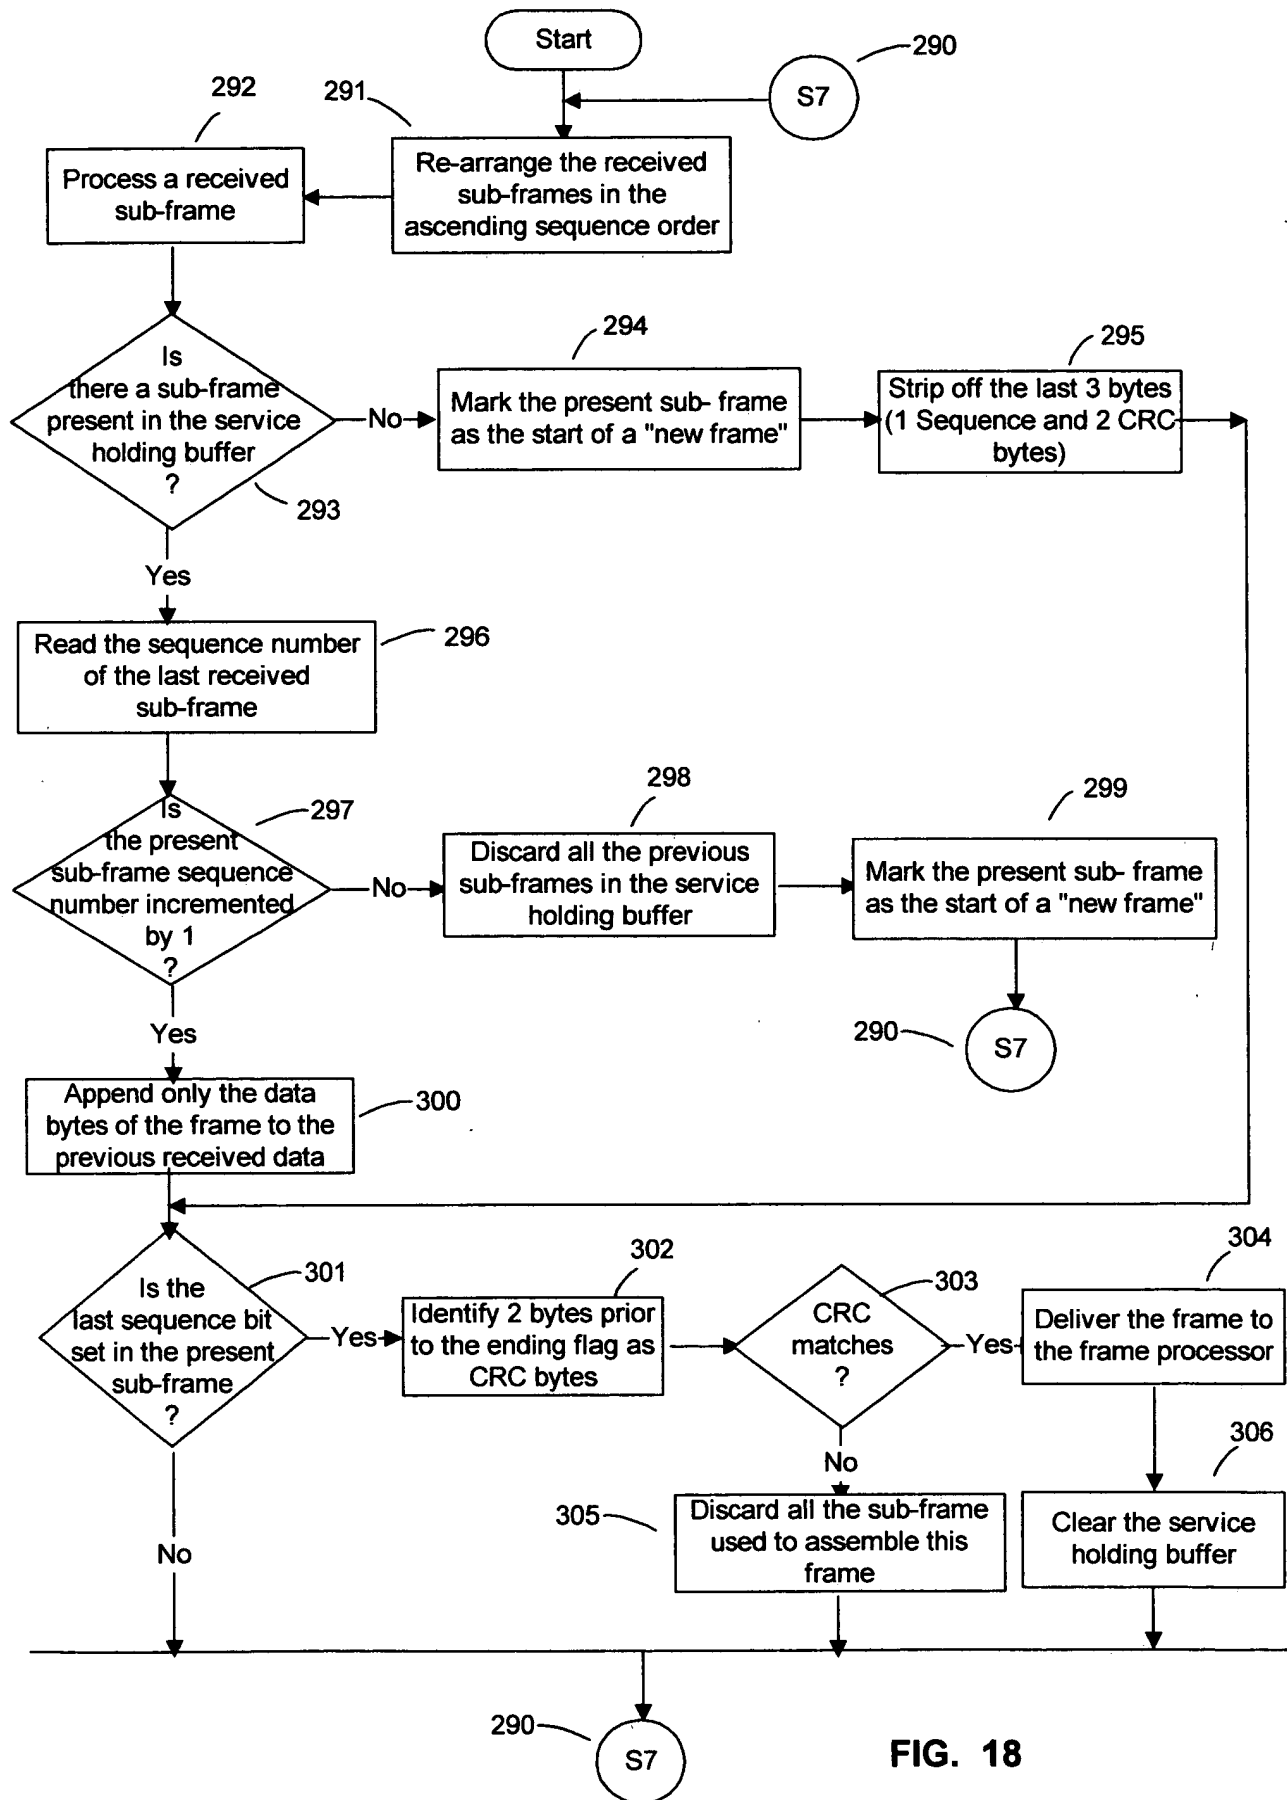 Start
290
S7
292
291
Process a received
sub-frame
Re-arrange the received
sub-frames in the
ascending sequence order
Is
there a sub-frame
present in the service
holding buffer
?
293
No
294
Mark the present sub- frame
as the start of a "new frame"
295
Strip off the last 3 bytes
(1 Sequence and 2 CRC
bytes)
Yes
Read the sequence number
of the last received
sub-frame
296
Is
the present
sub-frame sequence
number incremented
by 1
?
297
No
298
Discard all the previous
sub-frames in the service
holding buffer
299
Mark the present sub- frame
as the start of a "new frame"
290
S7
Yes
Append only the data
bytes of the frame to the
previous received data
300
Is the
last sequence bit
set in the present
sub-frame
?
301
Yes
302
Identify 2 bytes prior
to the ending flag as
CRC bytes
303
CRC
matches
?
Yes
304
Deliver the frame to
the frame processor
No
No
305
Discard all the sub-frame
used to assemble this
frame
306
Clear the service
holding buffer
290
S7
FIG. 18